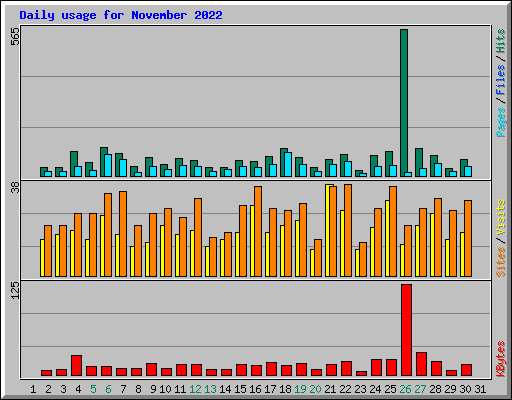 Daily usage for November 2022
565
Pages / Files / Hits
38
Sites / Visits
125
KBytes
1 2 3 4 5 6 7 8 9 10 11 12 13 14 15 16 17 18 19 20 21 22 23 24 25 26 27 28 29 30 31